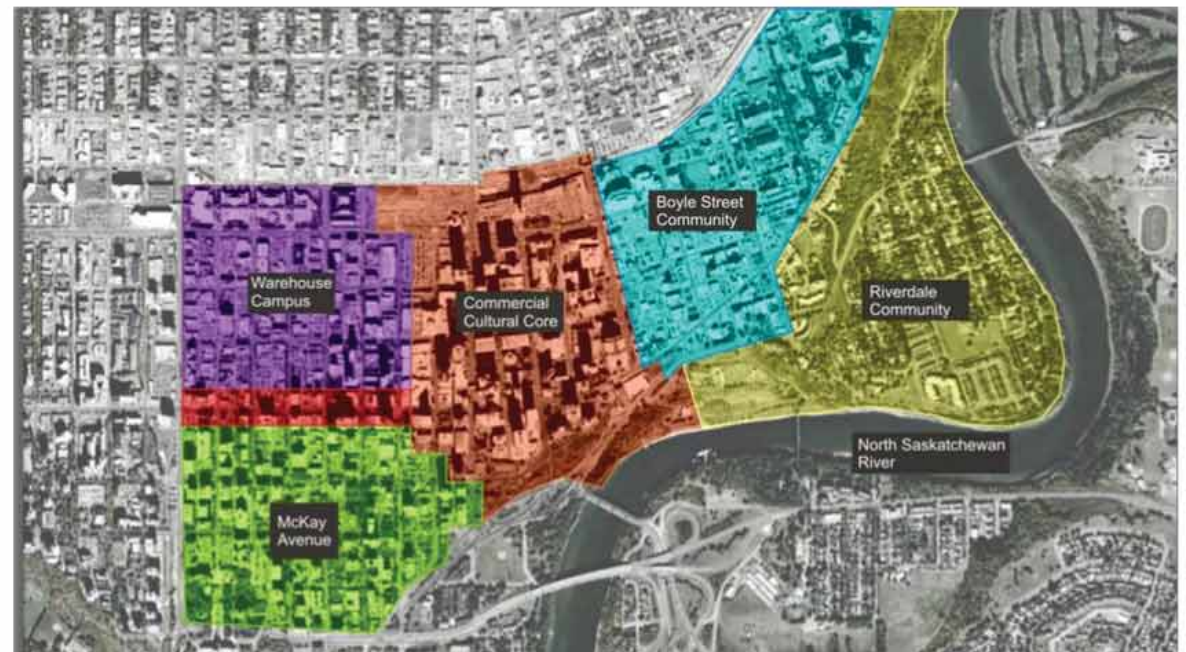 Boyle Street
Community
Warehouse
Campus
Commercial
Cultural Core
Riverdale
Community
North Saskatchewan
River
McKay
Avenue